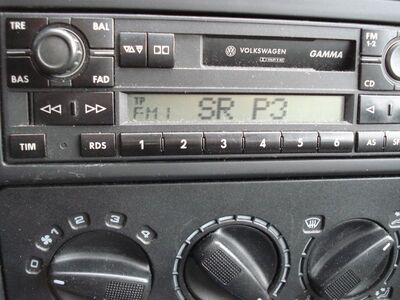 TRE BAL
BAS FAD
VOLKSWAGEN GAMMA
FM
1-2
CD
TP
FM1 SR P3
TIM RDS 1 2 3 4 5 6 AS
0 1 2 3 4